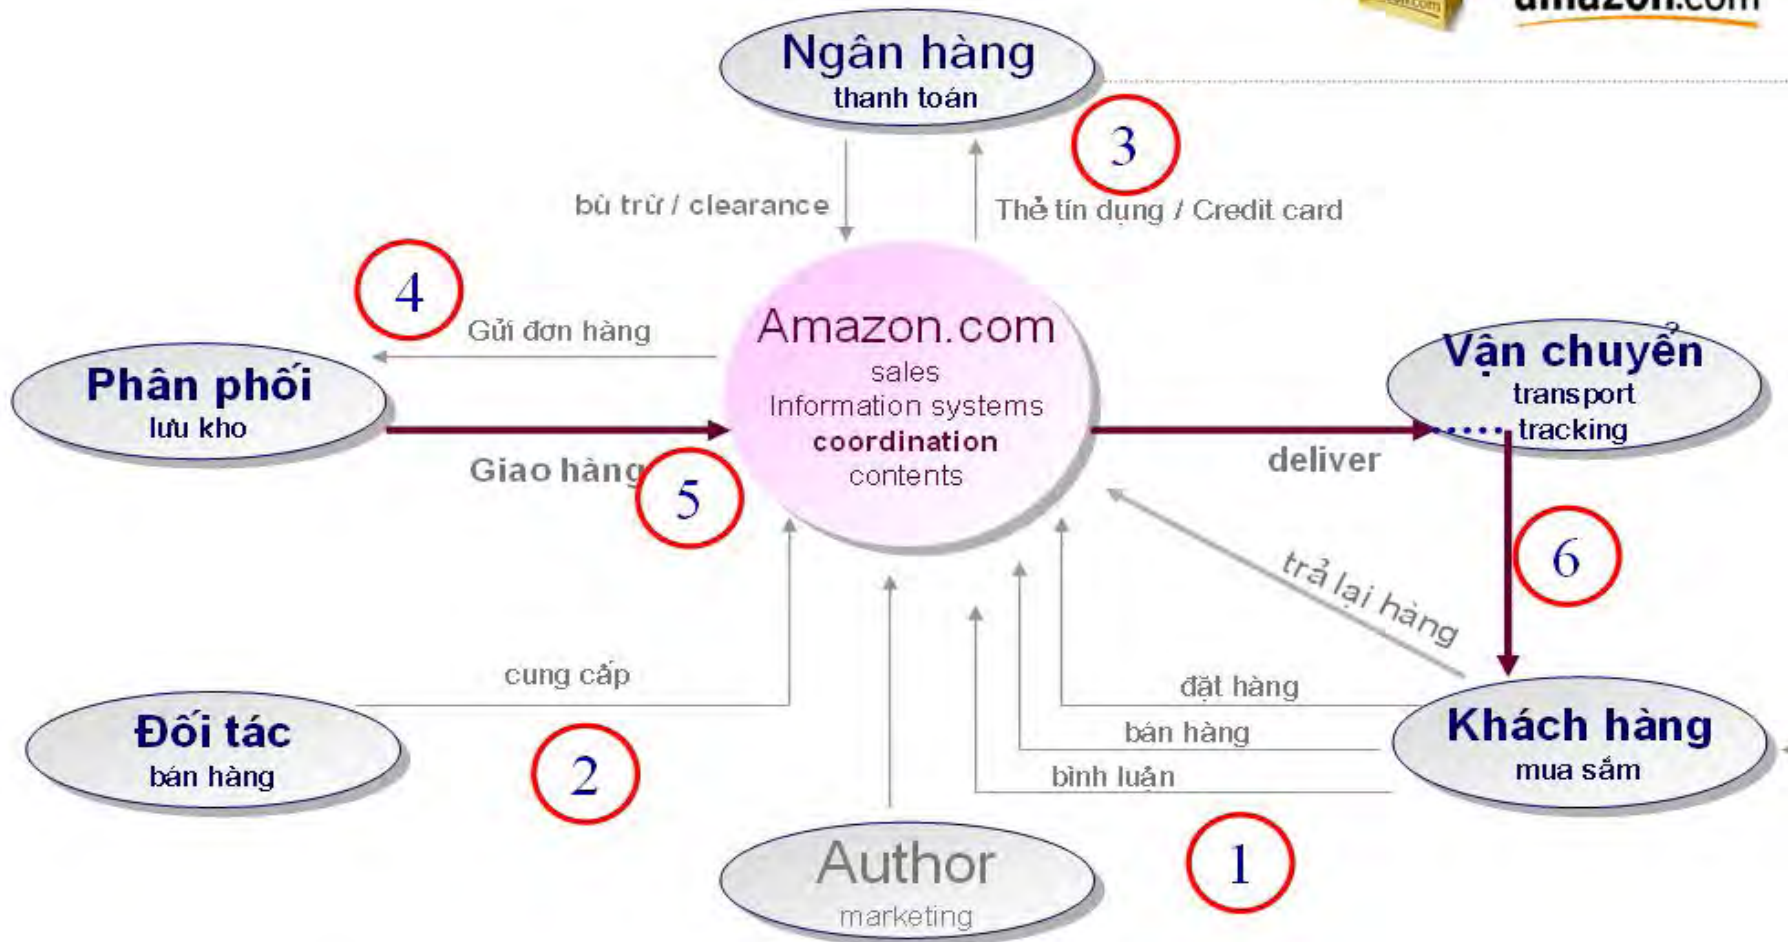 amazon.com
Ngân hàng
thanh toán
3
bù trừ / clearance
Thẻ tín dụng / Credit card
4
Gửi đơn hàng
Amazon.com
sales
Information systems
coordination
contents
Phân phối
lưu kho
Vận chuyển
transport
tracking
Giao hàng
5
deliver
6
trả lại hàng
cung cấp
đặt hàng
Đối tác
bán hàng
2
bán hàng
bình luận
Khách hàng
mua sắm
Author
marketing
1